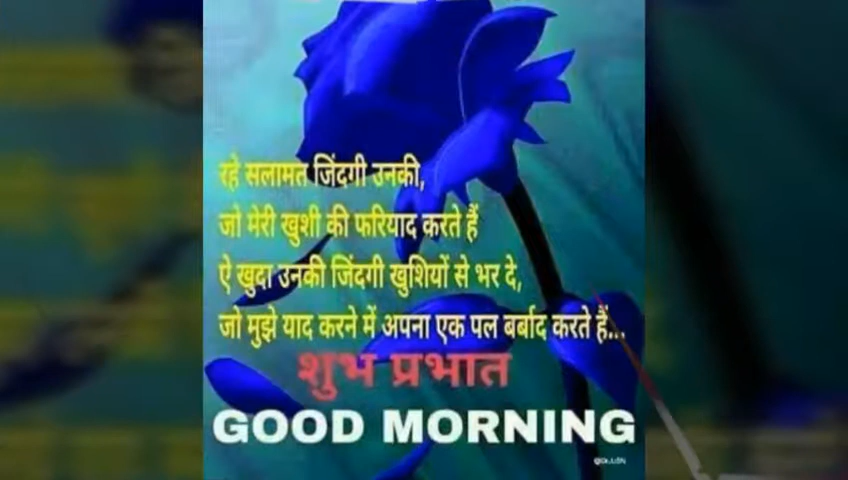 रहे सलामत जिंदगी उनकी,
जो मेरी खुशी की फरियाद करते हैं
ऐ खुदा उनकी जिंदगी खुशियों से भर दे,
जो मुझे याद करने में अपना एक पल बर्बाद करते हैं...
शुभ प्रभात
GOOD MORNING